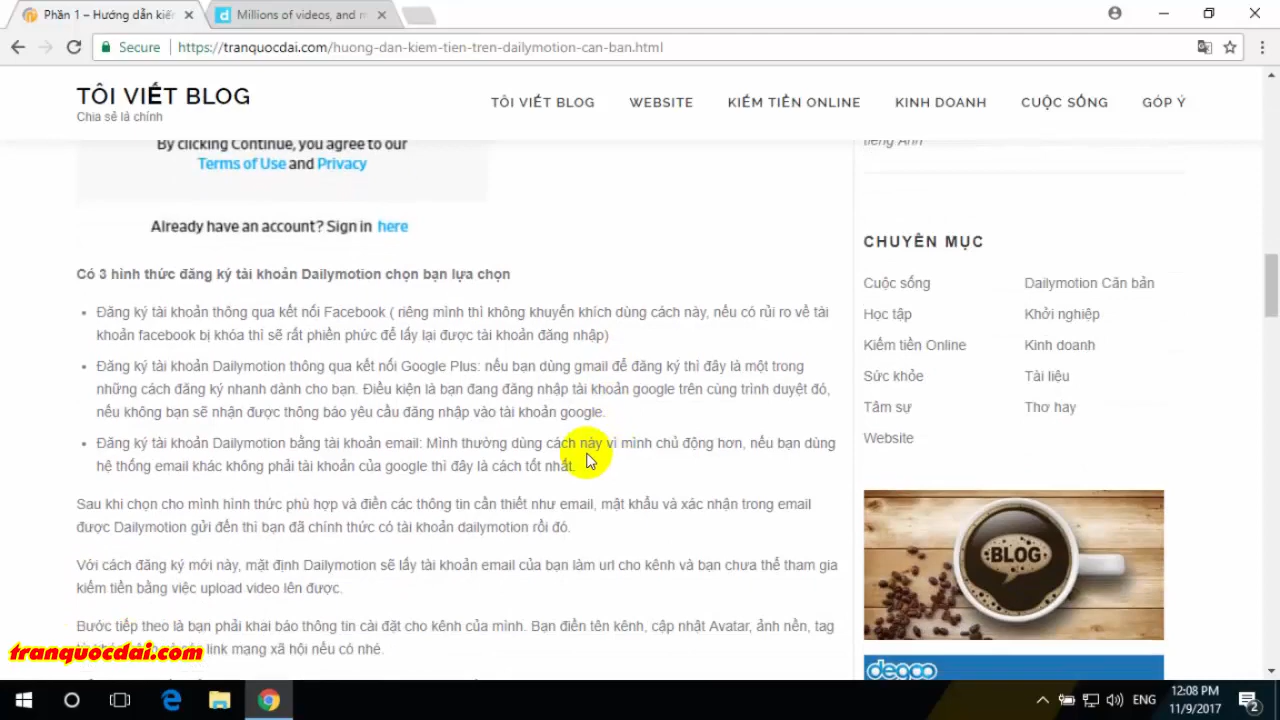 Phần 1 – Hướng dẫn kiếr
Millions of videos, and m
Secure
https://tranquocdai.com/huong-dan-kiem-tien-tren-dailymotion-can-ban.html
TÔI VIẾT BLOG
Chia sẻ là chính
TÔI VIẾT BLOG
WEBSITE
KIẾM TIỀN ONLINE
KINH DOANH
CUỘC SỐNG
GÓP Ý
By clicking Continue, you agree to our
Terms of Use and Privacy
Already have an account? Sign in here
Có 3 hình thức đăng ký tài khoản Dailymotion chọn bạn lựa chọn
Đăng ký tài khoản thông qua kết nối Facebook ( riêng mình thì không khuyến khích dùng cách này, nếu có rủi ro về tài
khoản facebook bị khóa thì sẽ rất phiền phức để lấy lại được tài khoản đăng nhập)
Đăng ký tài khoản Dailymotion thông qua kết nối Google Plus: nếu bạn dùng gmail để đăng ký thì đây là một trong
những cách đăng ký nhanh dành cho bạn. Điều kiện là bạn đang đăng nhập tài khoản google trên cùng trình duyệt đó,
nếu không bạn sẽ nhận được thông báo yêu cầu đăng nhập vào tài khoản google.
Đăng ký tài khoản Dailymotion bằng tài khoản email: Mình thường dùng cách này vì mình chủ động hơn, nếu bạn dùng
hệ thống email khác không phải tài khoản của google thì đây là cách tốt nhất.
Sau khi chọn cho mình hình thức phù hợp và điền các thông tin cần thiết như email, mật khẩu và xác nhận trong email
được Dailymotion gửi đến thì bạn đã chính thức có tài khoản dailymotion rồi đó.
Với cách đăng ký mới này, mặt định Dailymotion sẽ lấy tài khoản email của bạn làm url cho kênh và bạn chưa thể tham gia
kiếm tiền bằng việc upload video lên được.
Bước tiếp theo là bạn phải khai báo thông tin cài đặt cho kênh của mình. Bạn điền tên kênh, cập nhật Avatar, ảnh nền, tag
link mạng xã hội nếu có nhé.
tiếng Anh
CHUYÊN MỤC
Cuộc sống
Dailymotion Căn bản
Học tập
Khởi nghiệp
Kiếm tiền Online
Kinh doanh
Sức khỏe
Tài liệu
Tâm sự
Thơ hay
Website
BLOG
degoo
tranquocdai.com
ENG
12:08 PM
11/9/2017
2